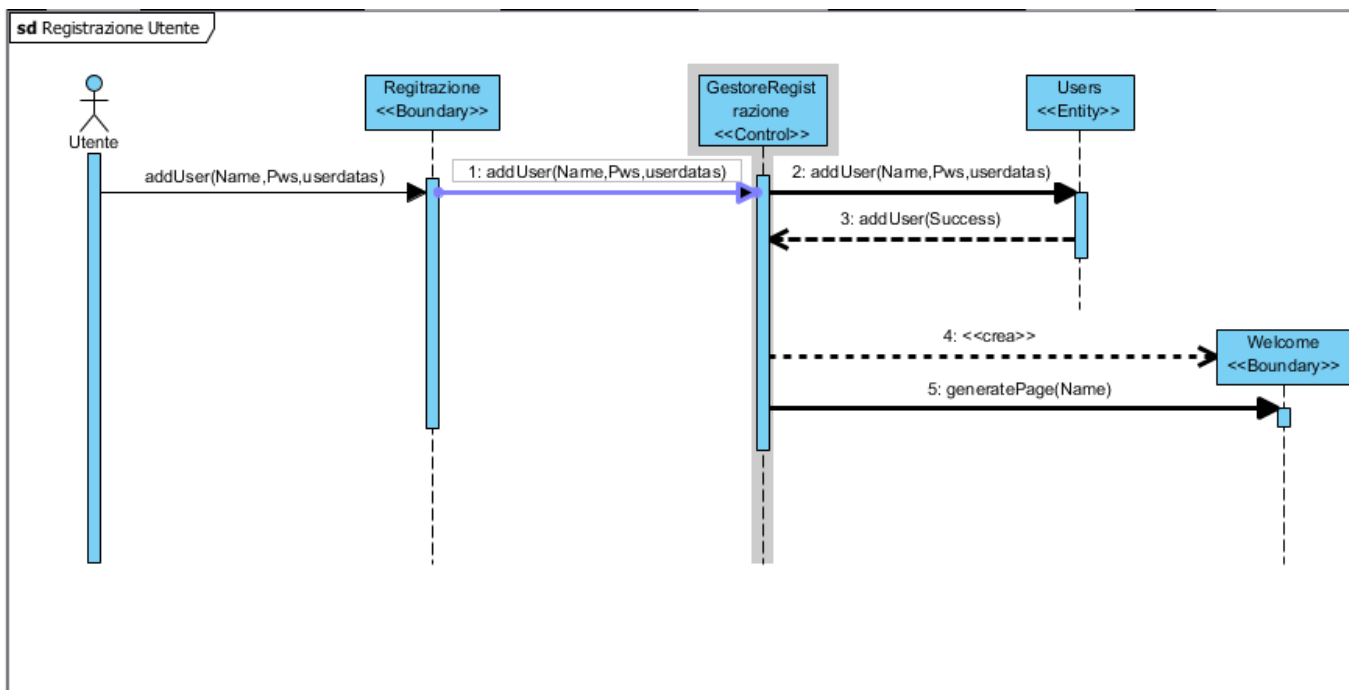 sd Registrazione Utente
Regitrazione
<<Boundary>>
GestoreRegist
razione
<<Control>>
Users
<<Entity>>
Utente
addUser(Name,Pws,userdatas)
1: addUser(Name,Pws,userdatas)
2: addUser(Name,Pws,userdatas)
3: addUser(Success)
4: <<crea>>
Welcome
<<Boundary>>
5: generatePage(Name)